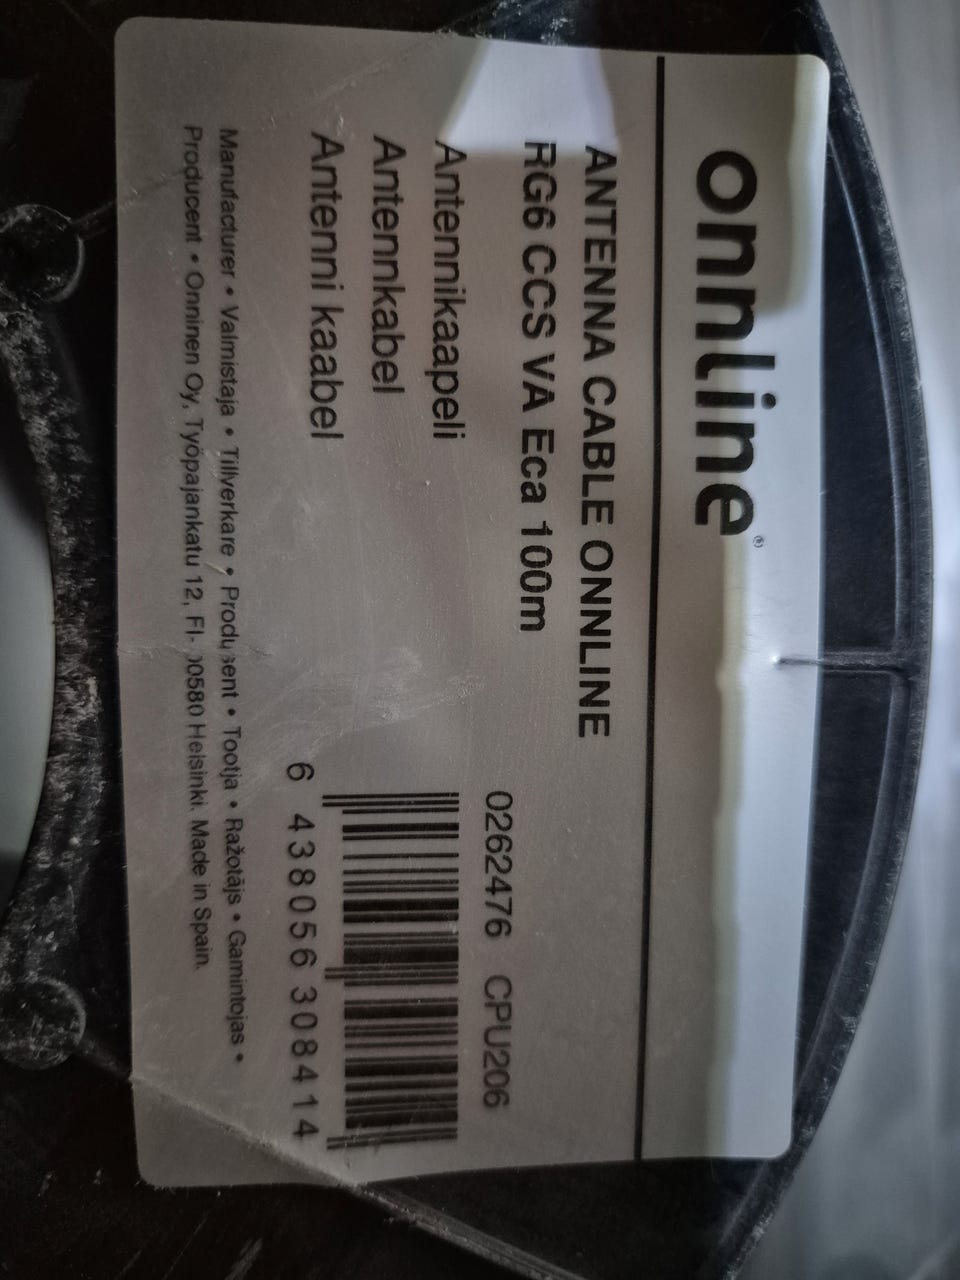 onnline®
ANTENNA CABLE ONNLINE
RG6 CCS VA Eca 100m
0262476 CPU206
Antennikaapeli
Antennkabel
Antenni kaabel
6 438056 308414
Manufacturer • Valmistaja • Tillverkare • Produsent • Tootja • Ražotājs • Gamintojas •
Producent • Onninen Oy, Työpajankatu 12, FI-00580 Helsinki. Made in Spain.